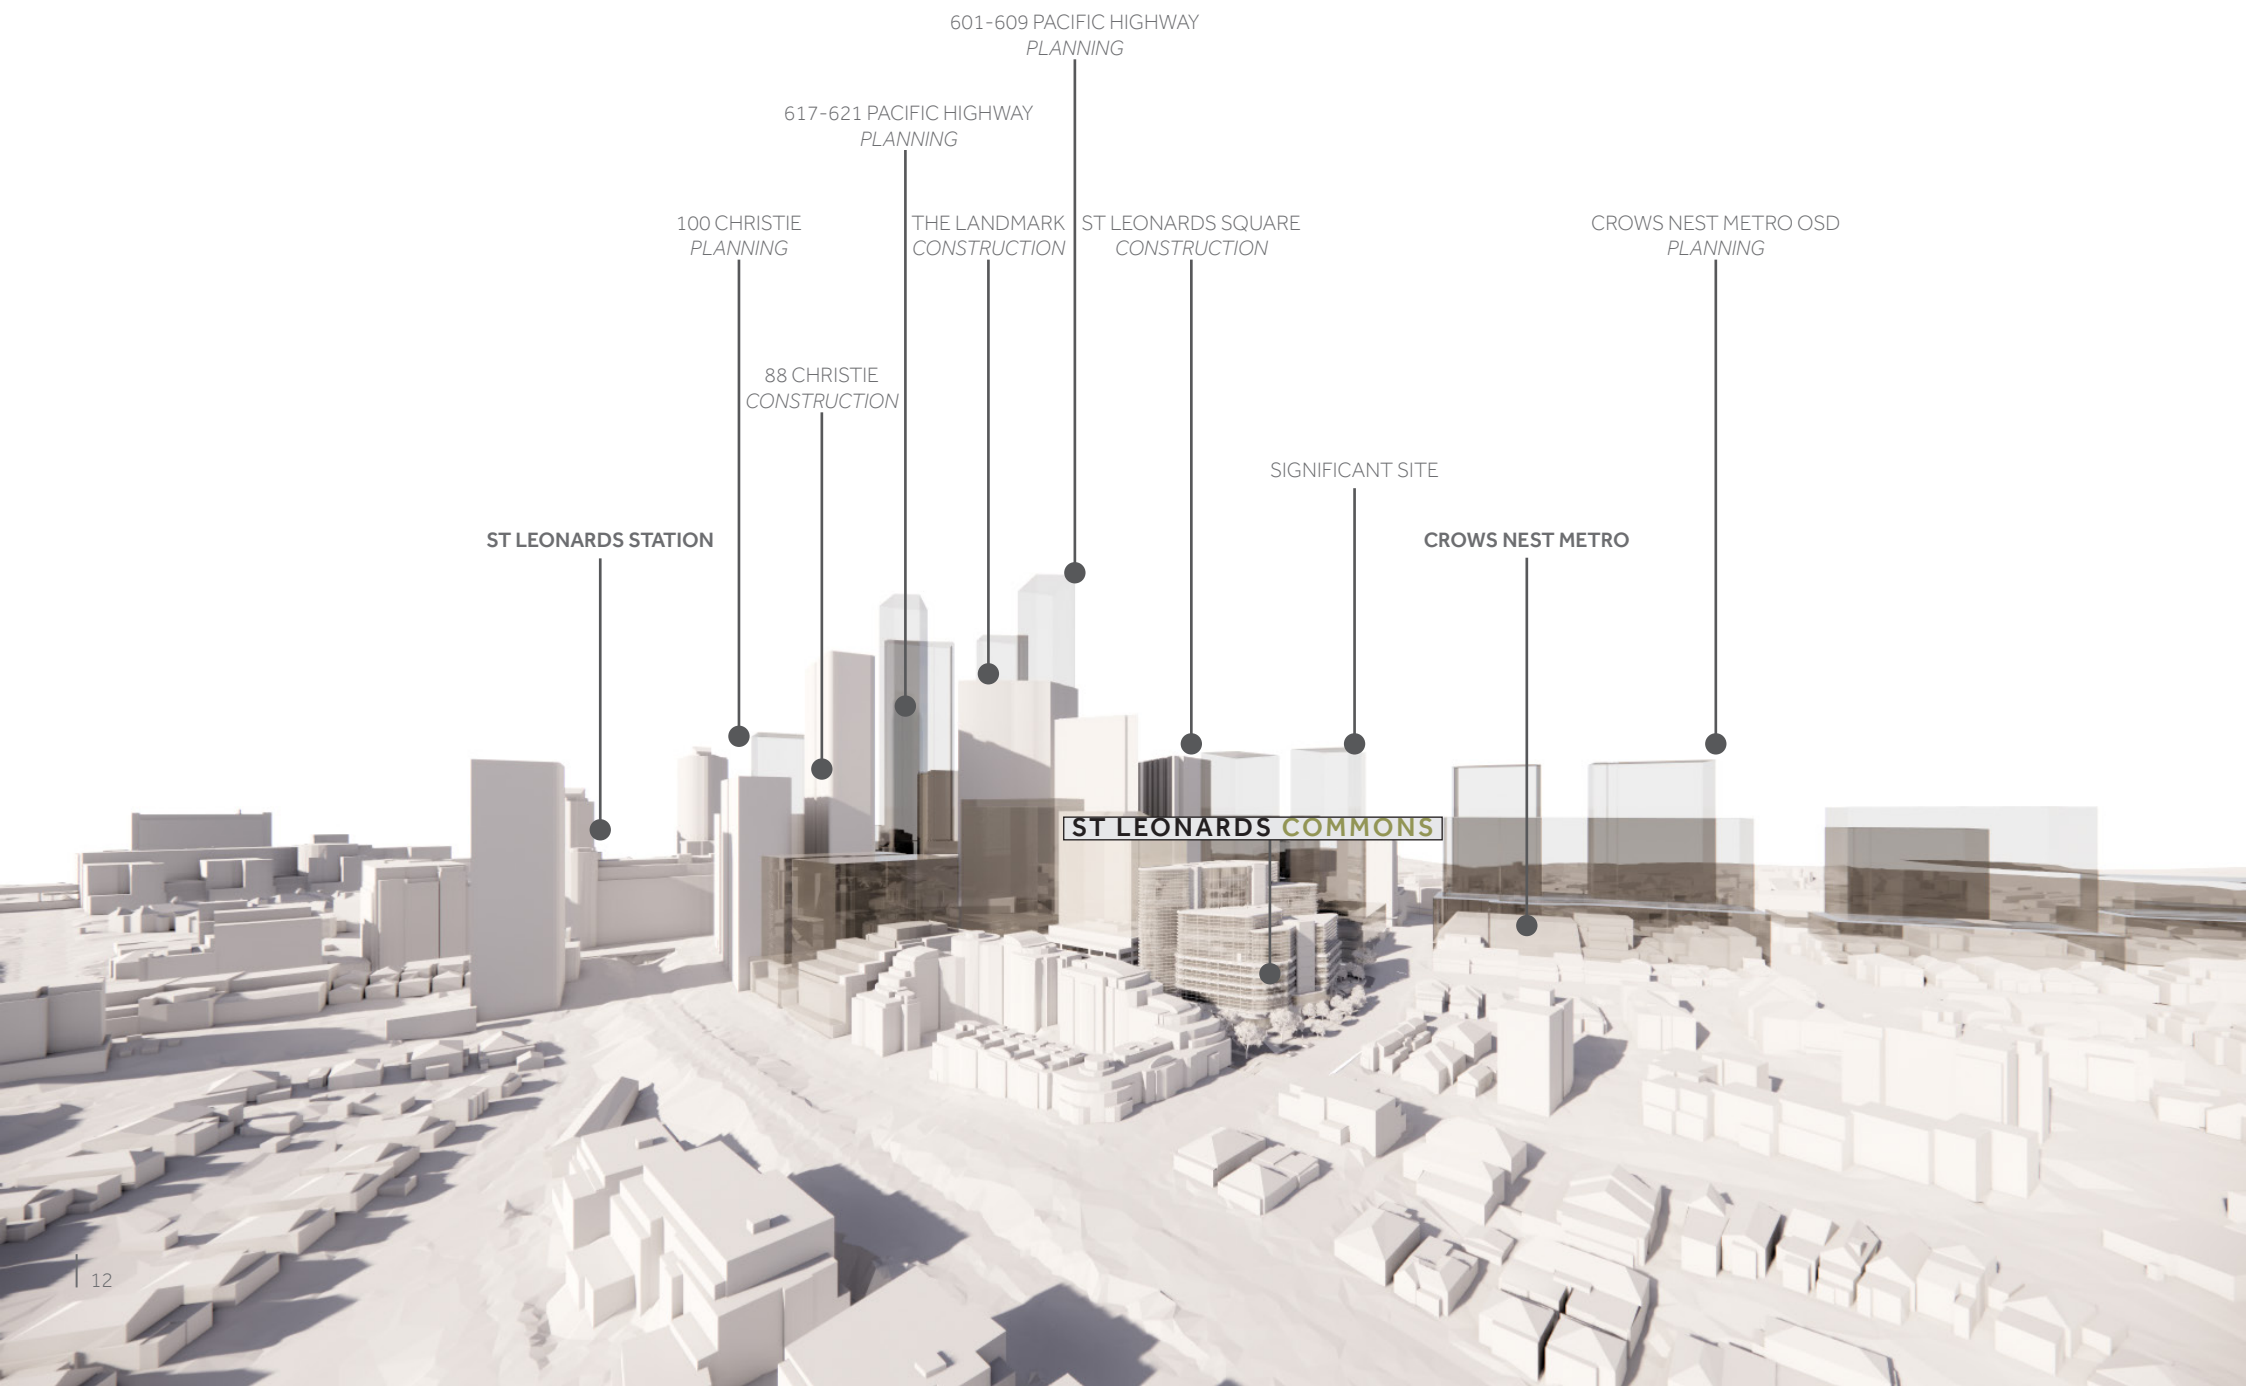 601-609 PACIFIC HIGHWAY
PLANNING
617-621 PACIFIC HIGHWAY
PLANNING
100 CHRISTIE
PLANNING
THE LANDMARK
CONSTRUCTION
ST LEONARDS SQUARE
CONSTRUCTION
CROWS NEST METRO OSD
PLANNING
88 CHRISTIE
CONSTRUCTION
SIGNIFICANT SITE
ST LEONARDS STATION
CROWS NEST METRO
ST LEONARDS COMMONS
12